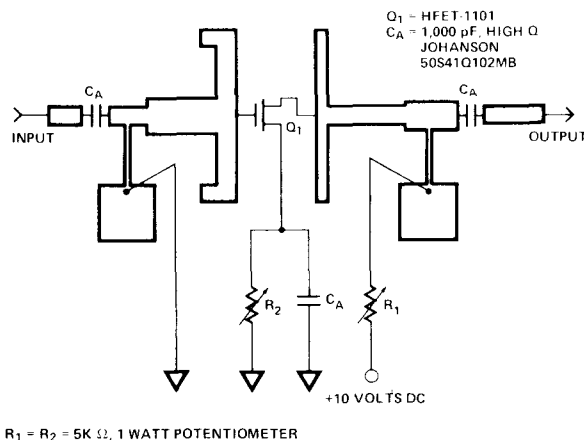 Q1 = HFET-1101
CA = 1,000 pF, HIGH Q
JOHANSON
50S41Q102MB
CA
CA
INPUT
Q1
OUTPUT
R2
CA
R1
+10 VOLTS DC
R1 = R2 = 5K Ω, 1 WATT POTENTIOMETER